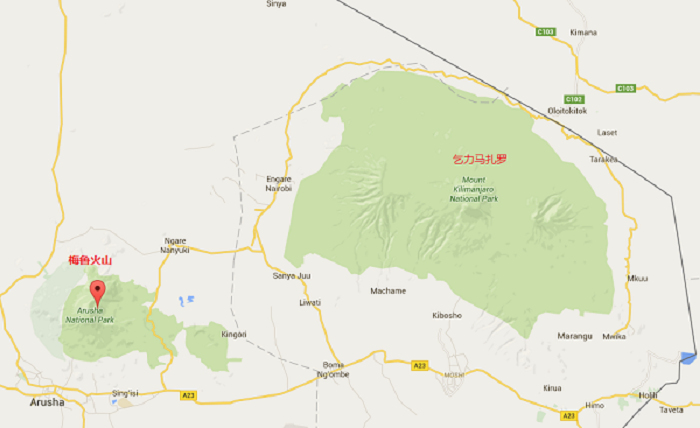 Sinya
C103
Kimana
C103
C103
Oloitokitok
Laset
Tarakea
乞力马扎罗
Mount
Kilimanjaro
National Park
Engare
Nairobi
Ngare
Nanyuki
梅鲁火山
Sanya Juu
Mkuu
Machame
Liwati
Arusha
National Park
Kibosho
Kingori
Marangu
Mwika
Boma
Ng'ombe
A23
MOSHI
Sing'isi
A23
Kirua
Holili
Arusha
Himo
Taveta
A23